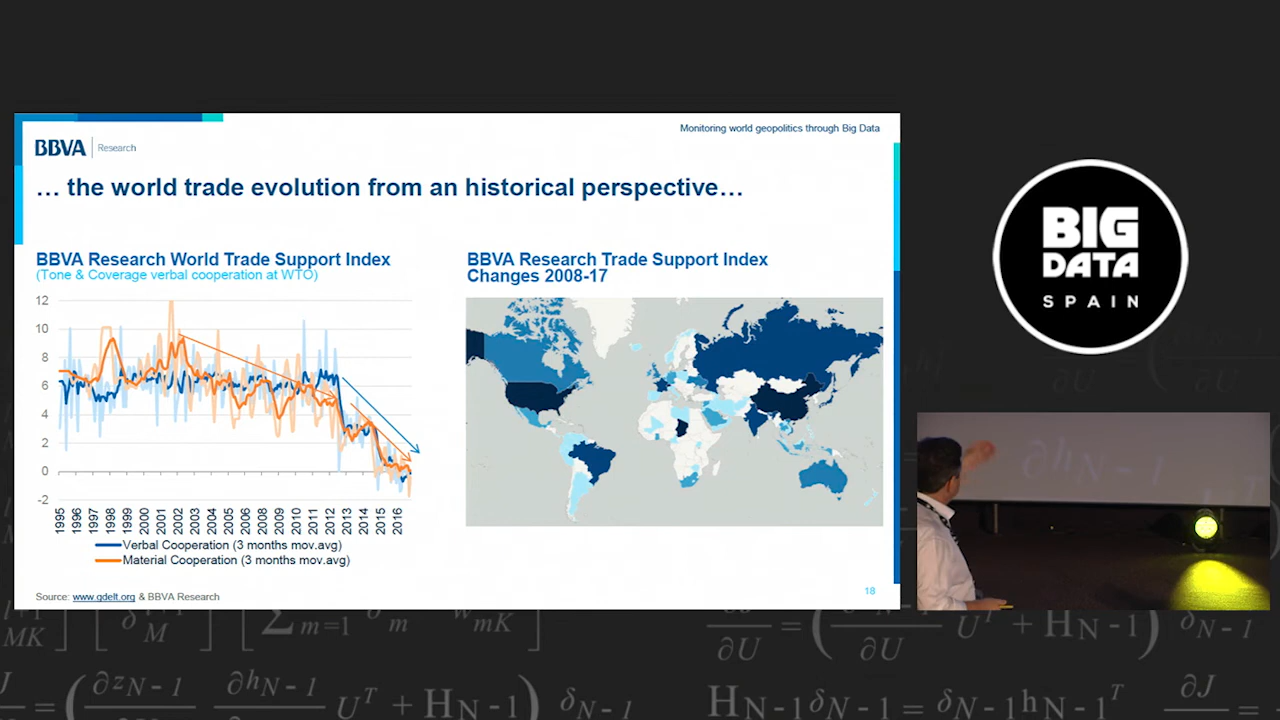 Monitoring world geopolitics through Big Data
BBVA Research
… the world trade evolution from an historical perspective…
BBVA Research World Trade Support Index
(Tone & Coverage verbal cooperation at WTO)
12
10
8
6
4
2
0
-2
1995 1996 1997 1998 1999 2000 2001 2002 2004 2005 2006 2008 2009 2010 2011 2012 2013 2014 2015 2016
Verbal Cooperation (3 months mov.avg)
Material Cooperation (3 months mov.avg)
BBVA Research Trade Support Index
Changes 2008-17
Source: www.gdelt.org & BBVA Research
18
BIG
DATA
SPAIN